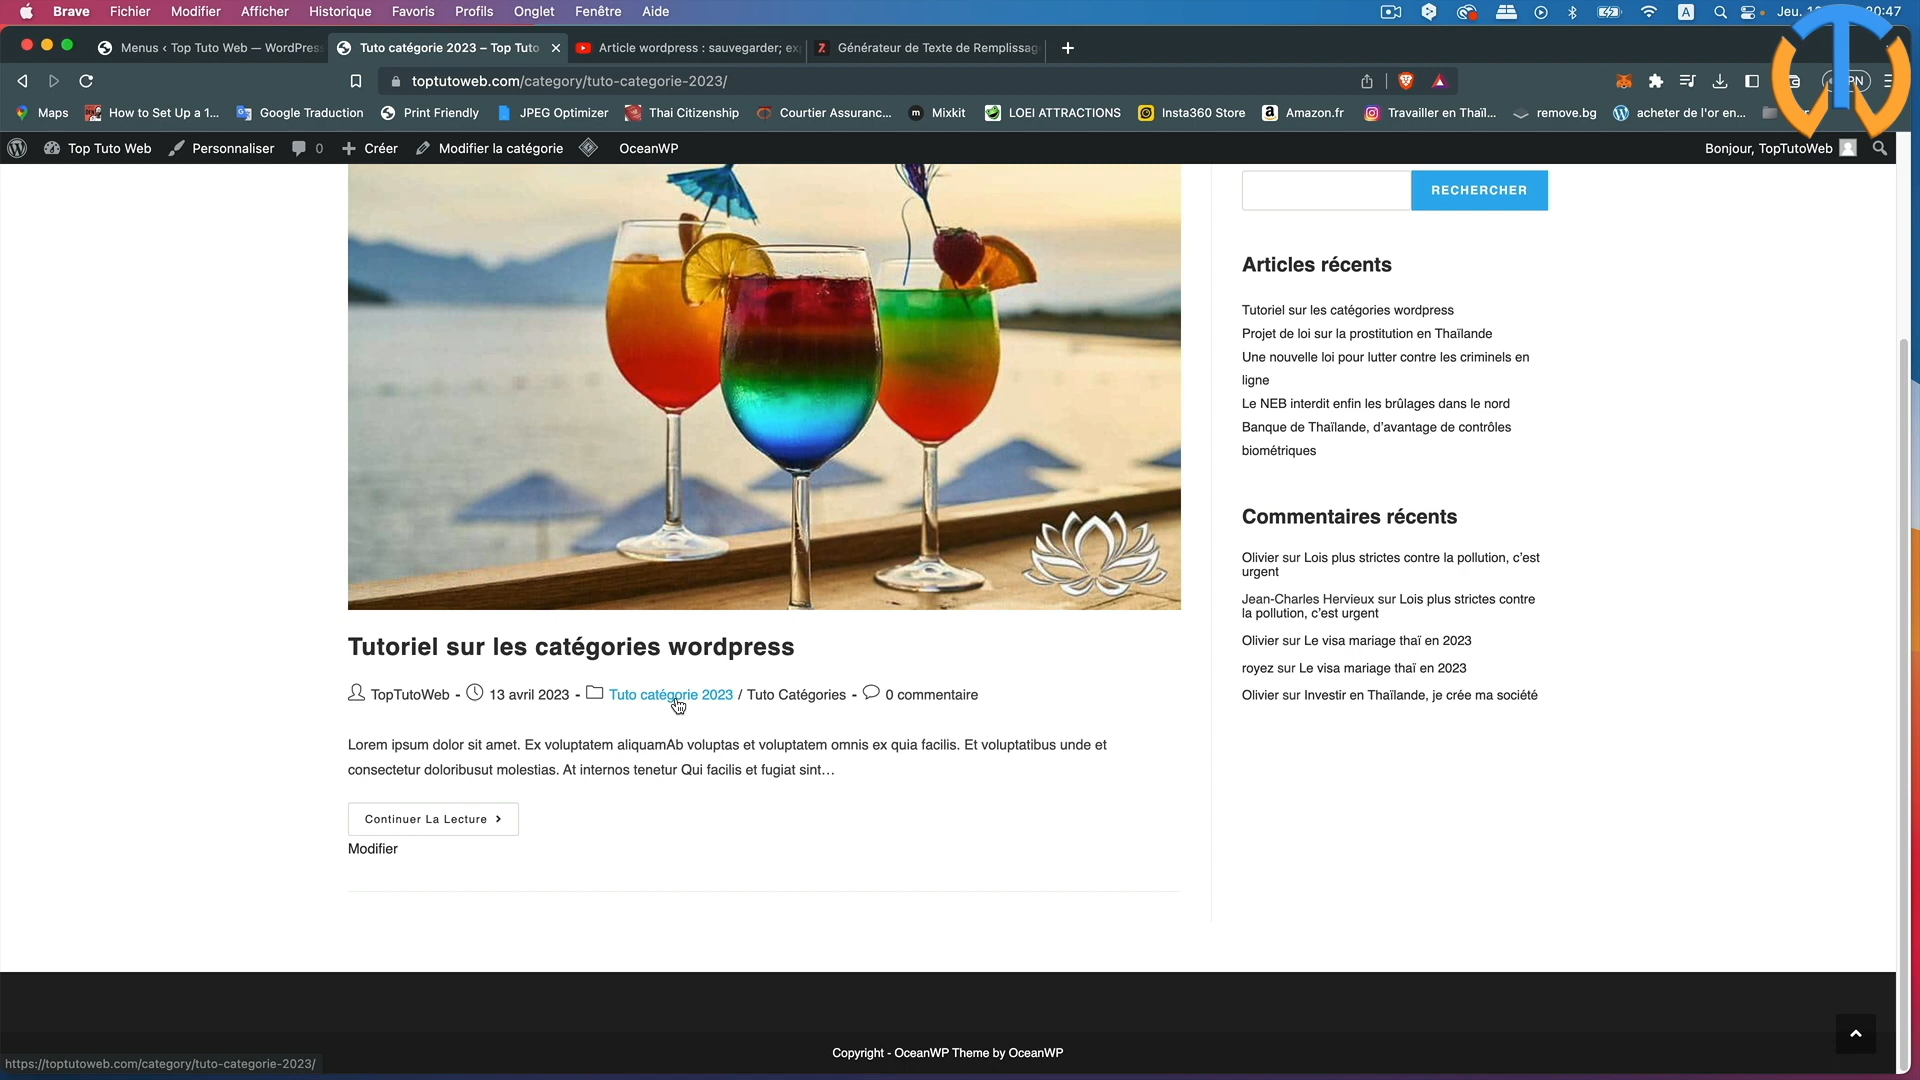 Brave Fichier Modifier Afficher Historique Favoris Profils Onglet Fenêtre Aide
Menus ‹ Top Tuto Web — WordPress
Tuto catégorie 2023 – Top Tuto
Article wordpress : sauvegarder; ex
Générateur de Texte de Remplissag
toptutoweb.com/category/tuto-categorie-2023/
Maps How to Set Up a 1... Google Traduction Print Friendly JPEG Optimizer Thai Citizenship Courtier Assuranc... Mixkit LOEI ATTRACTIONS Insta360 Store Amazon.fr Travailler en Thaïl... remove.bg acheter de l'or en...
Top Tuto Web Personnaliser 0 Créer Modifier la catégorie OceanWP Bonjour, TopTutoWeb
RECHERCHER
Articles récents
Tutoriel sur les catégories wordpress
Projet de loi sur la prostitution en Thaïlande
Une nouvelle loi pour lutter contre les criminels en
ligne
Le NEB interdit enfin les brûlages dans le nord
Banque de Thaïlande, d'avantage de contrôles
biométriques
Commentaires récents
Olivier sur Lois plus strictes contre la pollution, c'est
urgent
Jean-Charles Hervieux sur Lois plus strictes contre
la pollution, c'est urgent
Olivier sur Le visa mariage thaï en 2023
royez sur Le visa mariage thaï en 2023
Olivier sur Investir en Thaïlande, je crée ma société
Tutoriel sur les catégories wordpress
TopTutoWeb - 13 avril 2023 - Tuto catégorie 2023 / Tuto Catégories - 0 commentaire
Lorem ipsum dolor sit amet. Ex voluptatem aliquamAb voluptas et voluptatem omnis ex quia facilis. Et voluptatibus unde et
consectetur doloribusut molestias. At internos tenetur Qui facilis et fugiat sint…
Continuer La Lecture
Modifier
Copyright - OceanWP Theme by OceanWP
https://toptutoweb.com/category/tuto-categorie-2023/